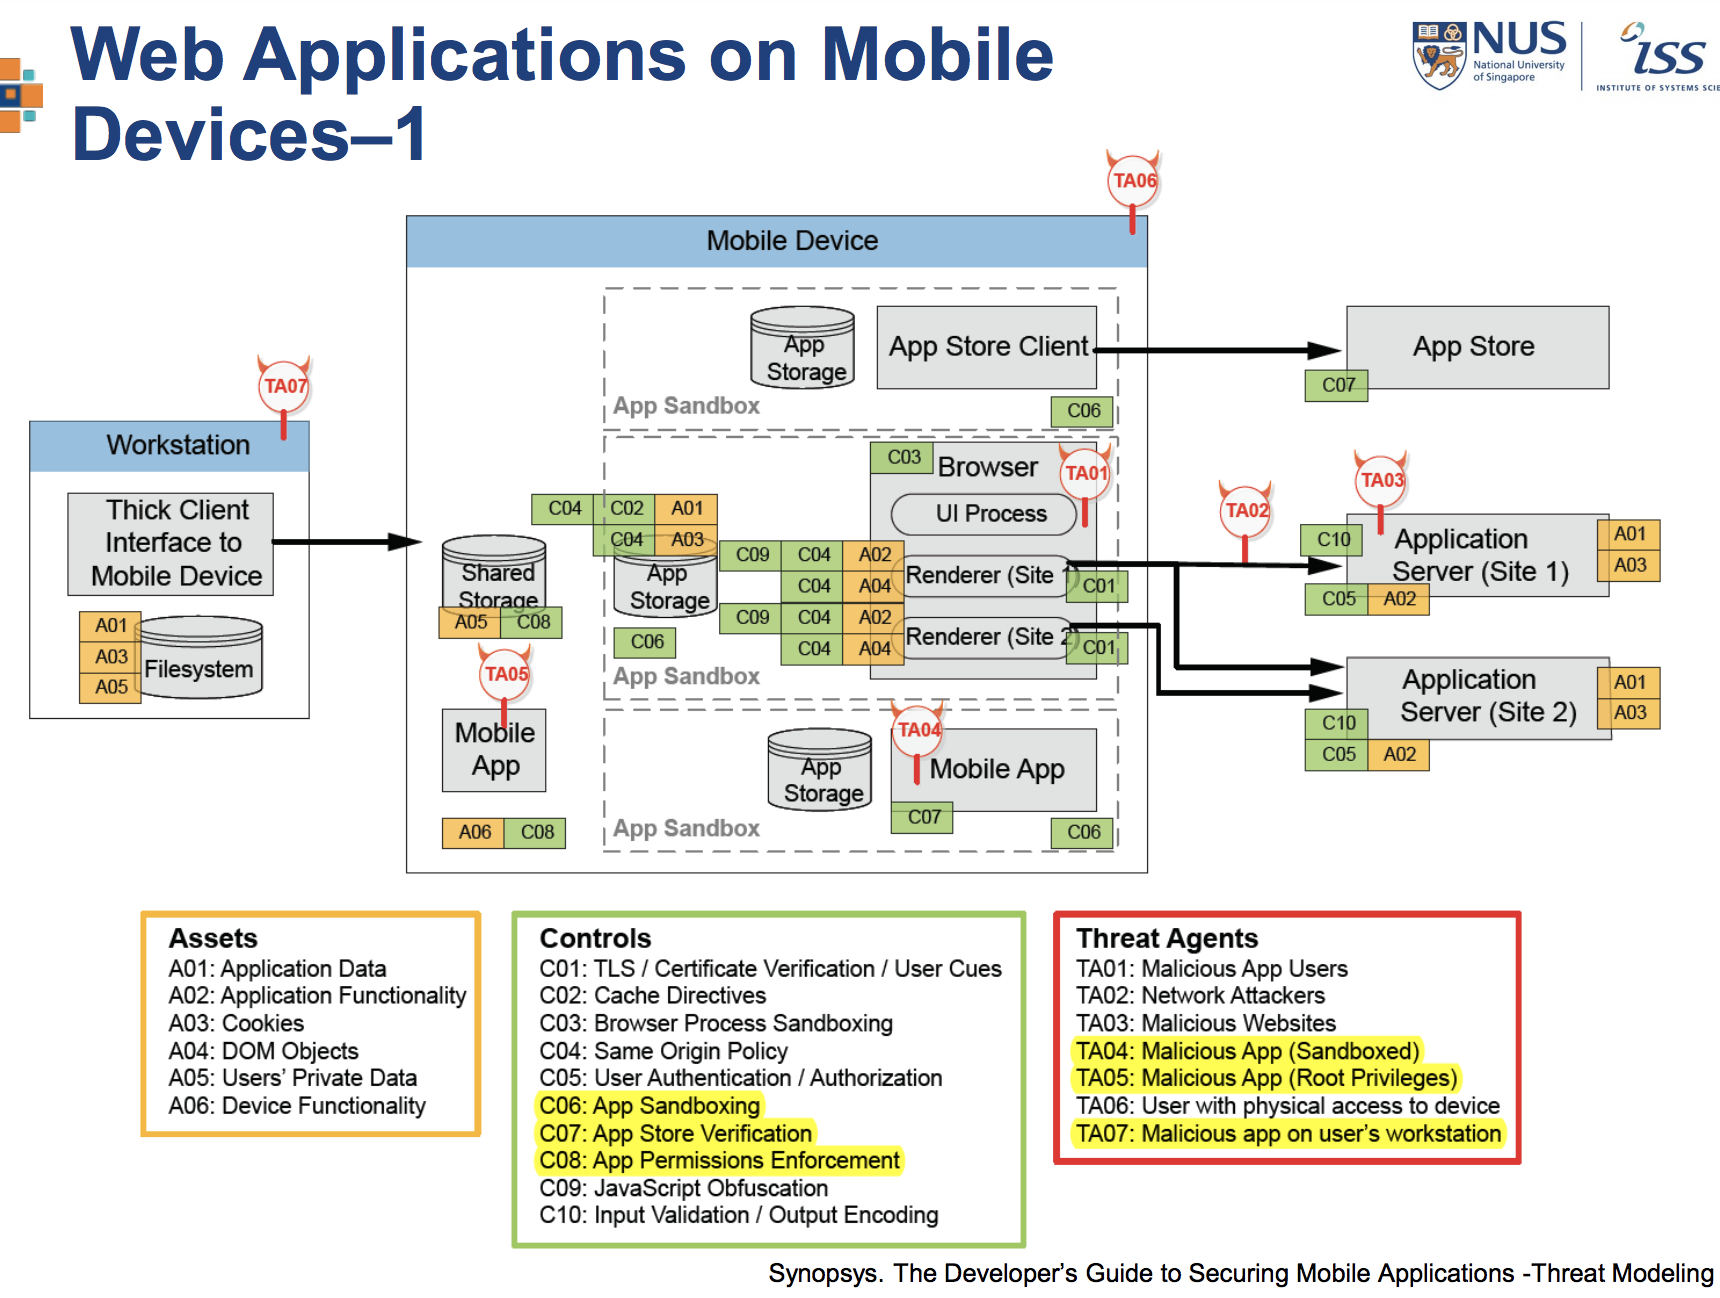 Web Applications on Mobile
Devices–1
NUS
National University
of Singapore
ISS
INSTITUTE OF SYSTEMS SCIE
TA06
Mobile Device
App
Storage
App Store Client
App Sandbox
C06
App Store
C07
TA07
Workstation
Thick Client
Interface to
Mobile Device
A01
A03
A05
Filesystem
C04
C02
A01
C04
A03
Shared
Storage
A05
C08
App
Storage
C06
App Sandbox
C03
Browser
TA01
UI Process
C09
C04
A02
Renderer (Site 1)
C04
A04
C01
C09
C04
A02
Renderer (Site 2)
C04
A04
C01
TA02
TA03
C10
Application
Server (Site 1)
A01
A03
C05
A02
Application
Server (Site 2)
A01
A03
C10
C05
A02
TA05
Mobile
App
A06
C08
App
Storage
TA04
Mobile App
C07
App Sandbox
C06
Assets
A01: Application Data
A02: Application Functionality
A03: Cookies
A04: DOM Objects
A05: Users’ Private Data
A06: Device Functionality
Controls
C01: TLS / Certificate Verification / User Cues
C02: Cache Directives
C03: Browser Process Sandboxing
C04: Same Origin Policy
C05: User Authentication / Authorization
C06: App Sandboxing
C07: App Store Verification
C08: App Permissions Enforcement
C09: JavaScript Obfuscation
C10: Input Validation / Output Encoding
Threat Agents
TA01: Malicious App Users
TA02: Network Attackers
TA03: Malicious Websites
TA04: Malicious App (Sandboxed)
TA05: Malicious App (Root Privileges)
TA06: User with physical access to device
TA07: Malicious app on user’s workstation
Synopsys. The Developer’s Guide to Securing Mobile Applications -Threat Modeling